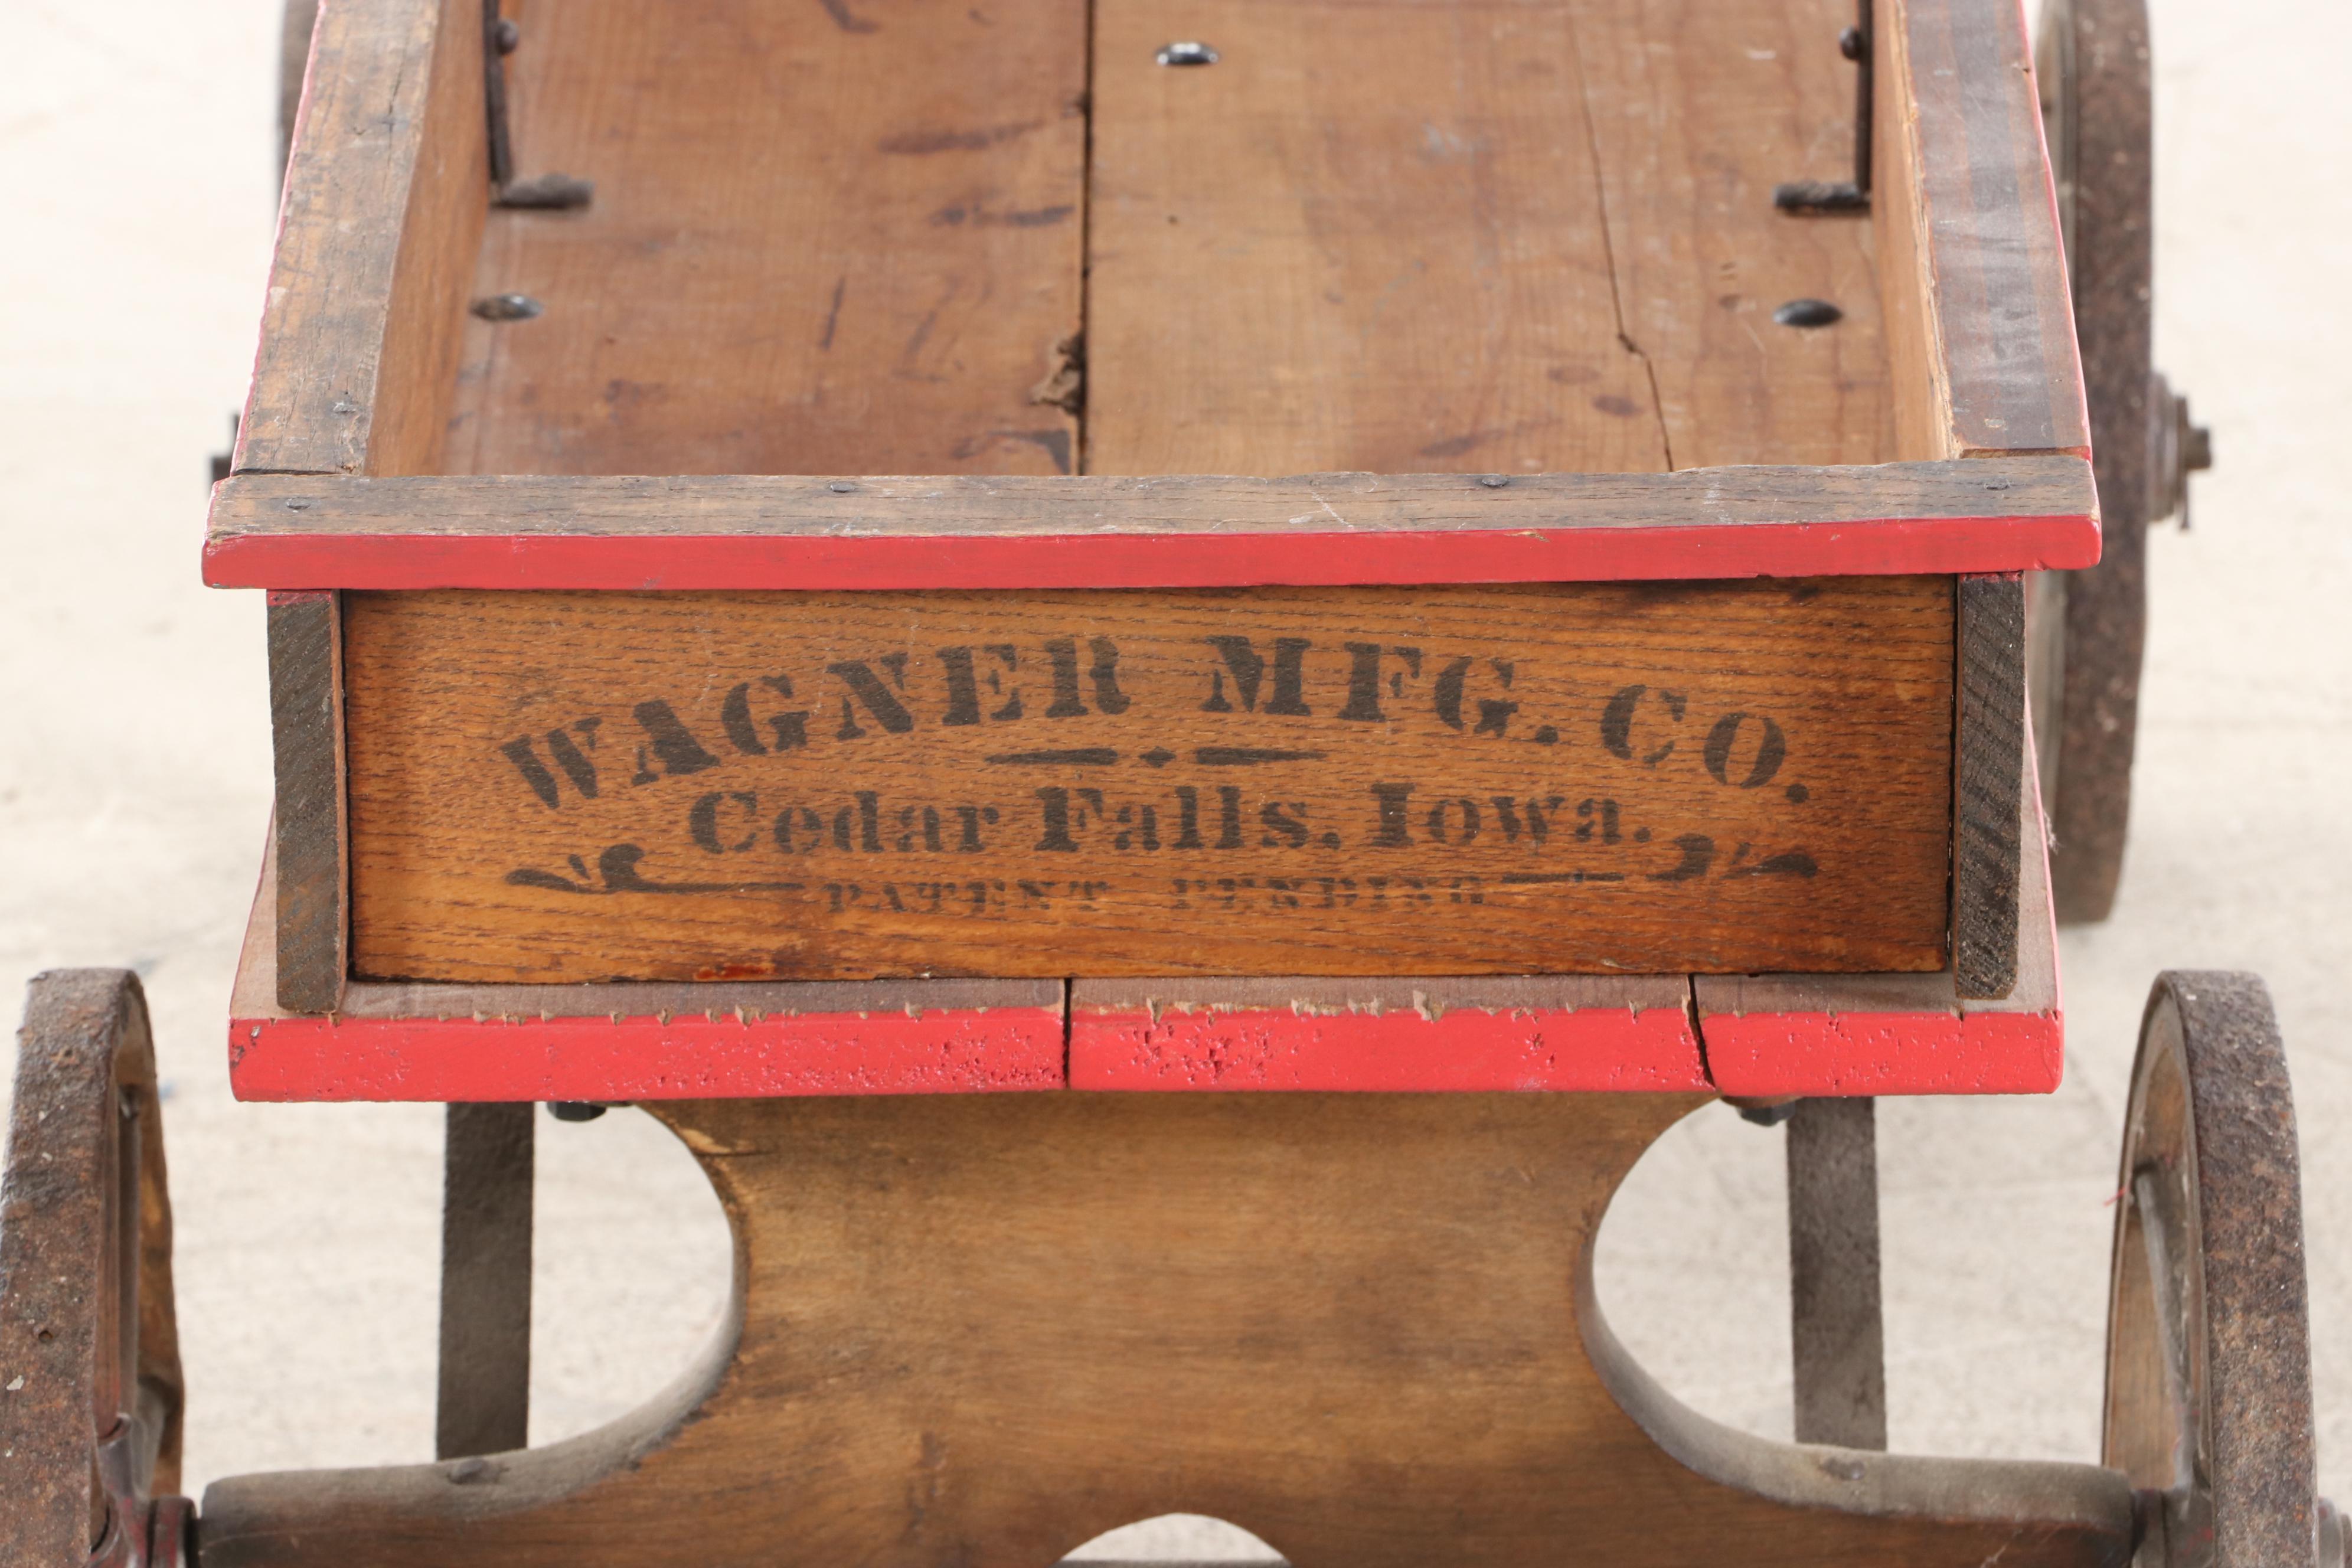 WAGNER MFG. CO.
Cedar Falls, Iowa.
PATENT PENDING